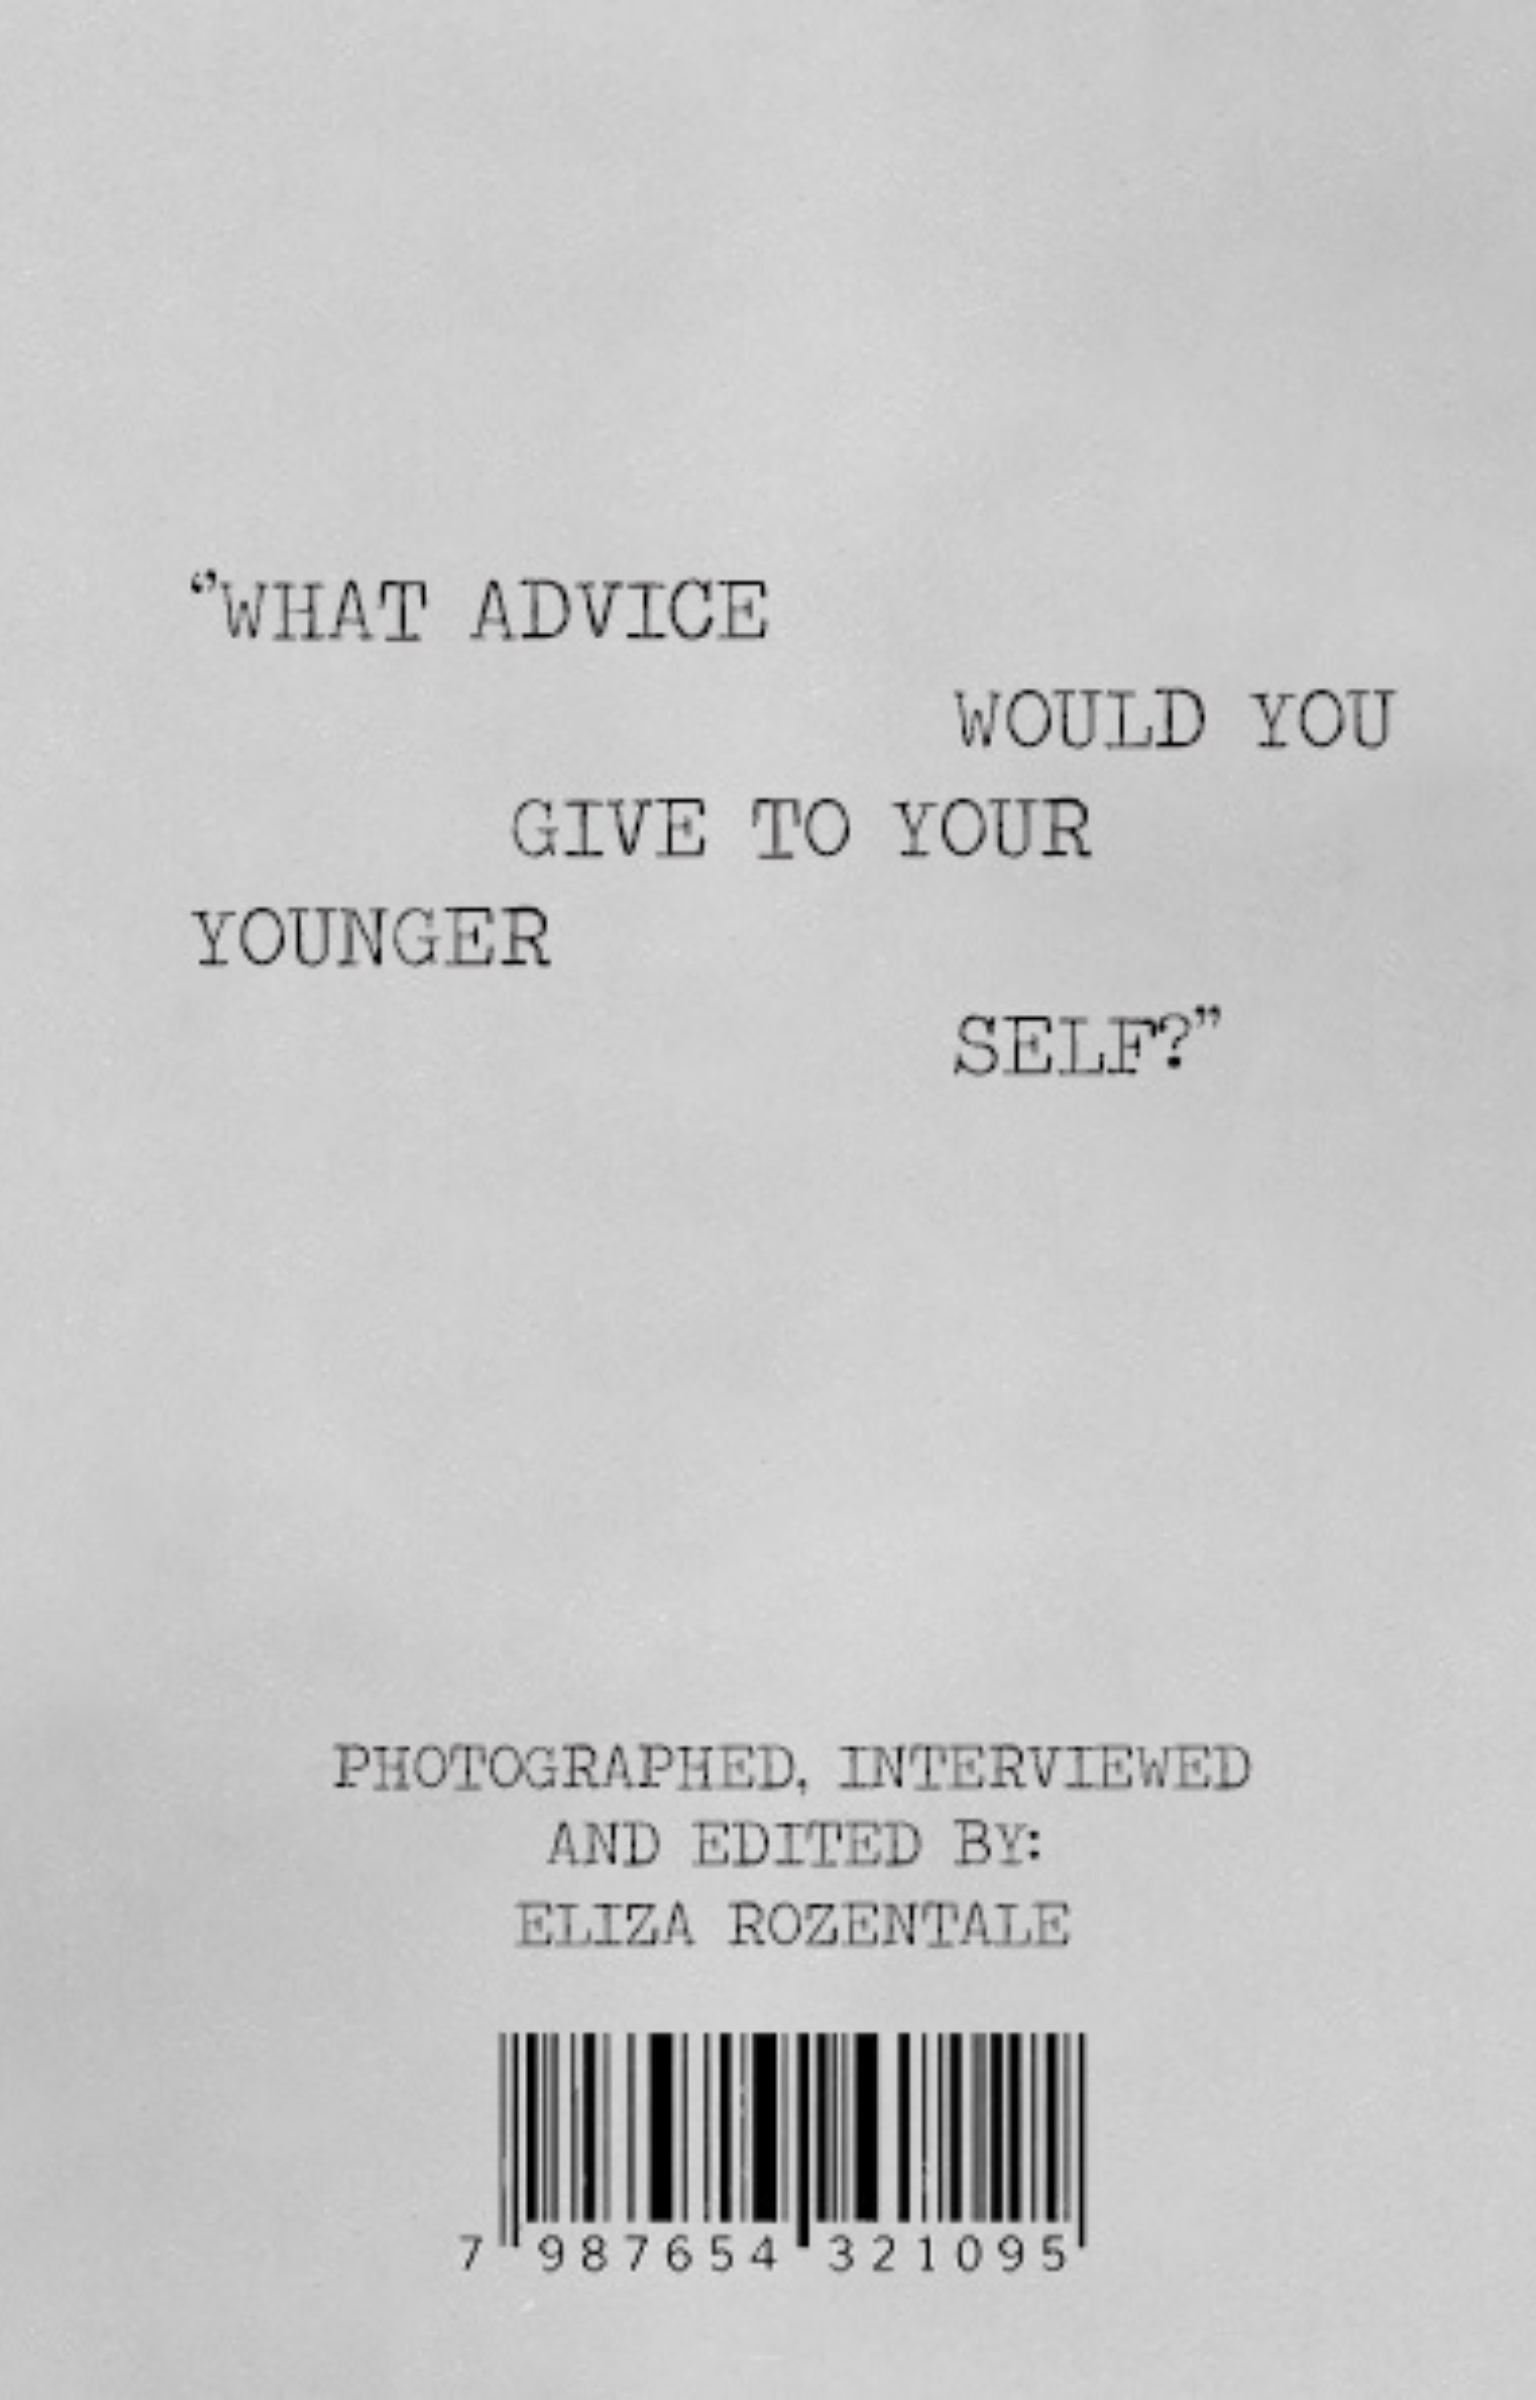 “WHAT ADVICE
WOULD YOU
GIVE TO YOUR
YOUNGER
SELF?”
PHOTOGRAPHED, INTERVIEWED
AND EDITED BY:
ELIZA ROZENTALE
7 987654 321095